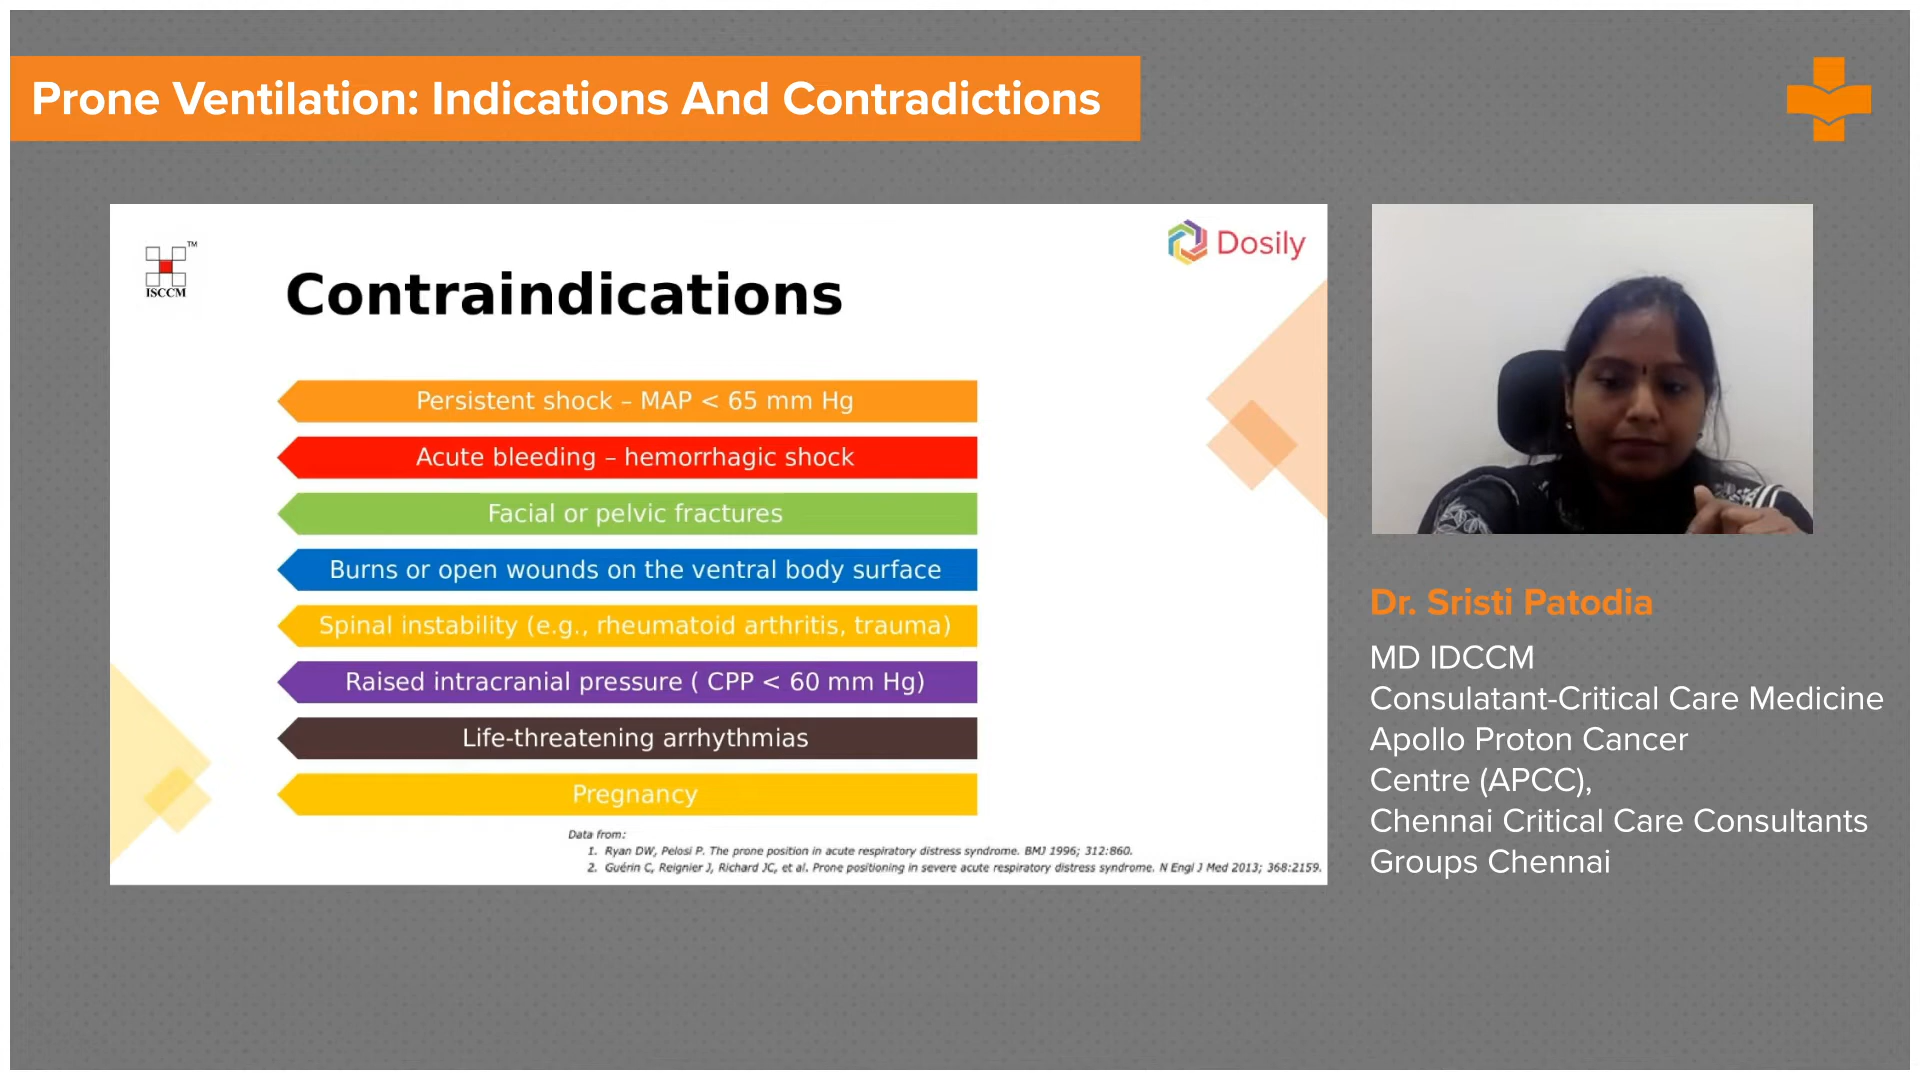 Prone Ventilation: Indications And Contradictions
TM
ISCCM
Dosily
Contraindications
Persistent shock – MAP < 65 mm Hg
Acute bleeding – hemorrhagic shock
Facial or pelvic fractures
Burns or open wounds on the ventral body surface
Spinal instability (e.g., rheumatoid arthritis, trauma)
Raised intracranial pressure ( CPP < 60 mm Hg)
Life-threatening arrhythmias
Pregnancy
Data from:
1. Ryan DW, Pelosi P. The prone position in acute respiratory distress syndrome. BMJ 1996; 312:860.
2. Guérin C, Reignier J, Richard JC, et al. Prone positioning in severe acute respiratory distress syndrome. N Engl J Med 2013; 368:2159.
Dr. Sristi Patodia
MD IDCCM
Consulatant-Critical Care Medicine
Apollo Proton Cancer
Centre (APCC),
Chennai Critical Care Consultants
Groups Chennai